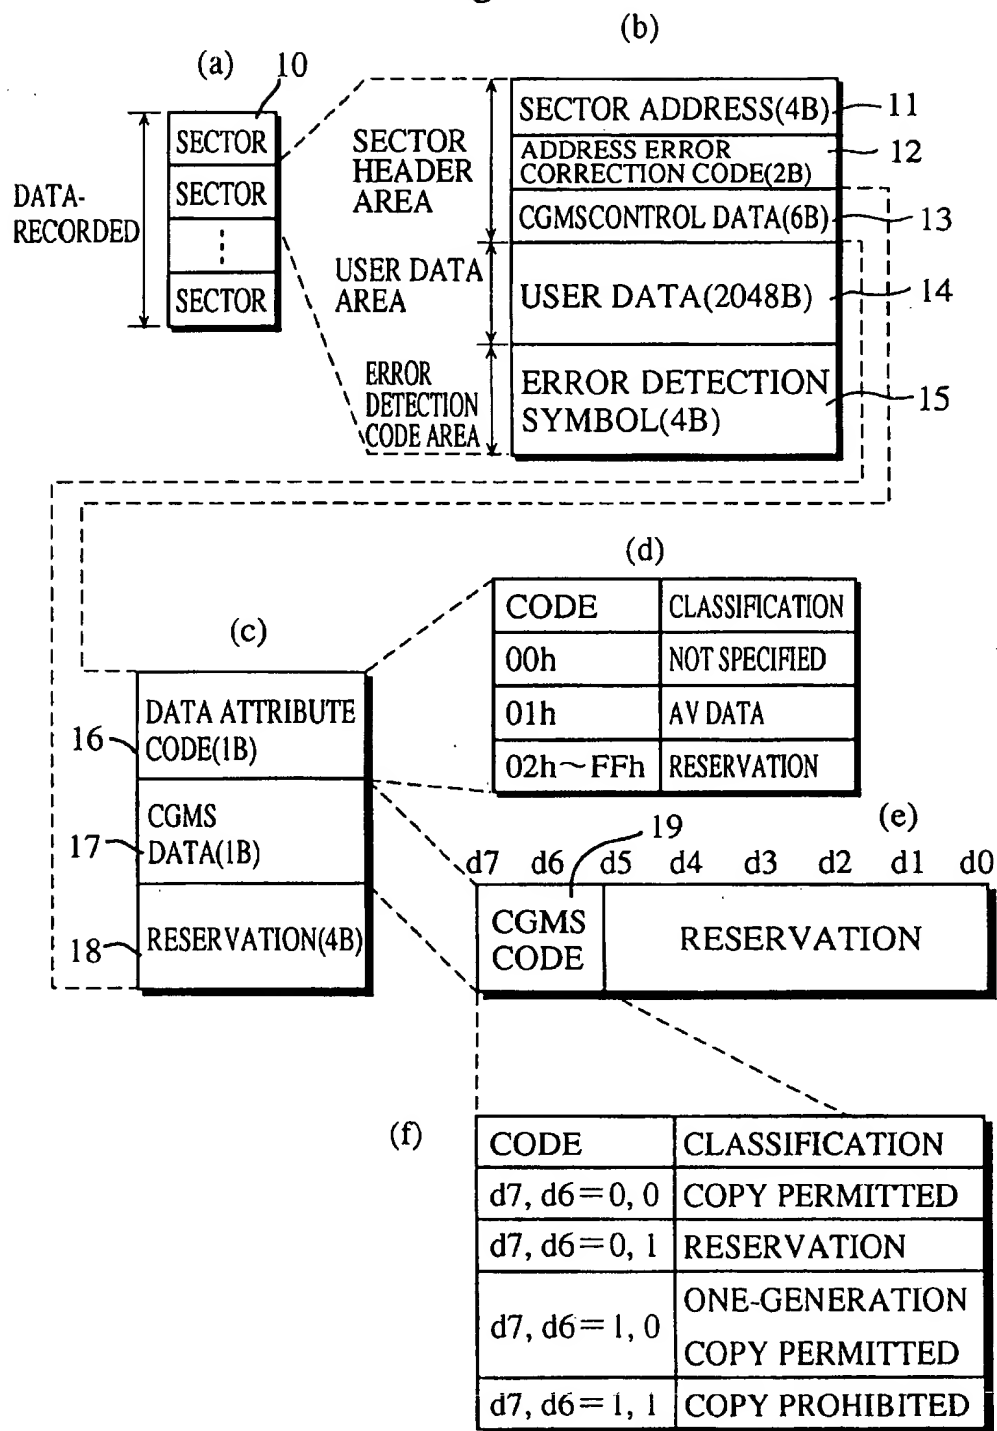 (b)
(a)
10
SECTOR
SECTOR
SECTOR
DATA-
RECORDED
SECTOR
HEADER
AREA
USER DATA
AREA
ERROR
DETECTION
CODE AREA
SECTOR ADDRESS(4B)
11
ADDRESS ERROR
CORRECTION CODE(2B)
12
CGMSCONTROL DATA(6B)
13
USER DATA(2048B)
14
ERROR DETECTION
SYMBOL(4B)
15
(d)
CODE CLASSIFICATION
00h NOT SPECIFIED
01h AV DATA
02h~FFh RESERVATION
(c)
DATA ATTRIBUTE
CODE(1B)
16
CGMS
DATA(1B)
17
RESERVATION(4B)
18
19
(e)
d7 d6 d5 d4 d3 d2 d1 d0
CGMS
CODE
RESERVATION
(f)
CODE CLASSIFICATION
d7, d6=0, 0 COPY PERMITTED
d7, d6=0, 1 RESERVATION
d7, d6=1, 0 ONE-GENERATION
COPY PERMITTED
d7, d6=1, 1 COPY PROHIBITED